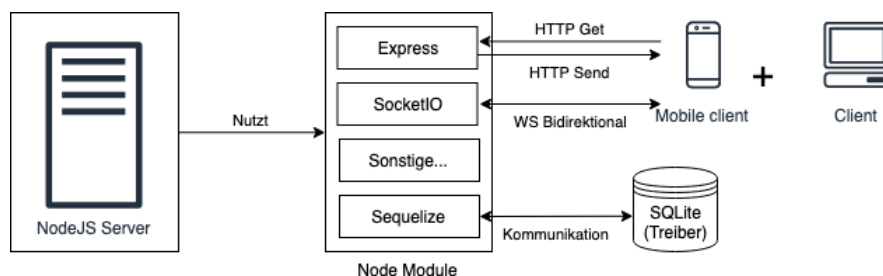 NodeJS Server
Nutzt
Express
SocketIO
Sonstige...
Sequelize
Node Module
HTTP Get
HTTP Send
WS Bidirektional
Kommunikation
Mobile client
+
Client
SQLite
(Treiber)